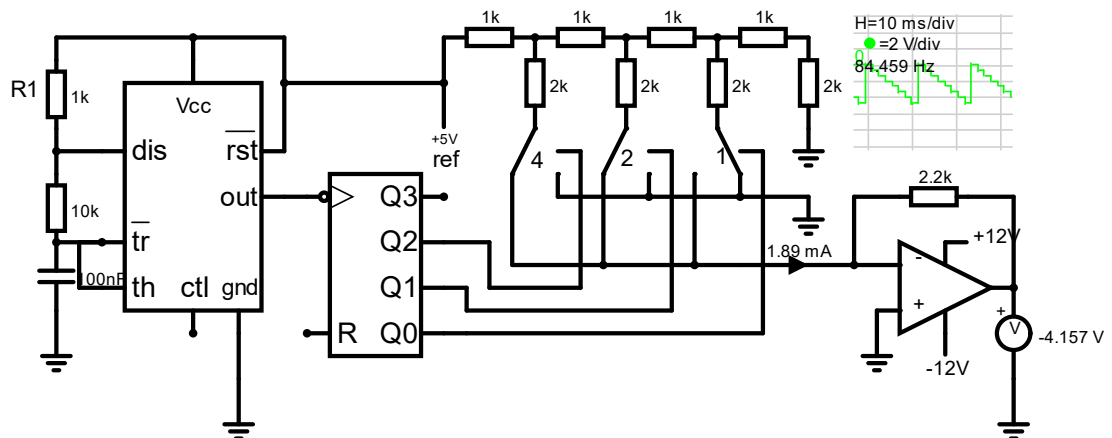 1k
1k
1k
1k
H=10 ms/div
=2 V/div
84.459 Hz
R1
1k
Vcc
2k
2k
2k
2k
+5V
ref
dis
rst
4
2
1
out
Q3
2.2k
10k
tr
Q2
1.89 mA
+12V
-
100nF
th
ctl
gnd
Q1
+
+
V
-4.157 V
R
Q0
-12V